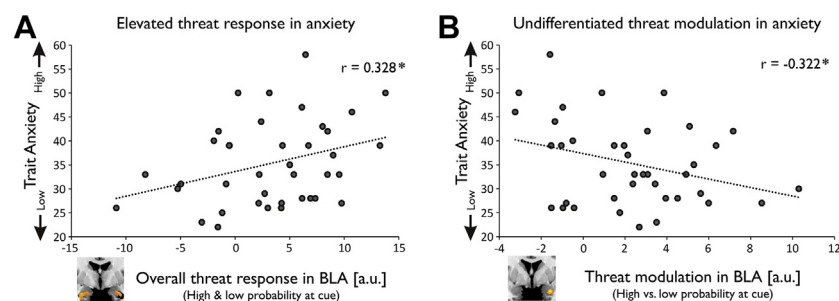 A
Elevated threat response in anxiety
60
55
50
45
40
35
30
25
20
High
Trait Anxiety
Low
r = 0.328*
-15
-10
-5
0
5
10
15
Overall threat response in BLA [a.u.]
(High & low probability at cue)
B
Undifferentiated threat modulation in anxiety
60
55
50
45
40
35
30
25
20
High
Trait Anxiety
Low
r = -0.322*
-4
-2
0
2
4
6
8
10
12
Threat modulation in BLA [a.u.]
(High vs. low probability at cue)